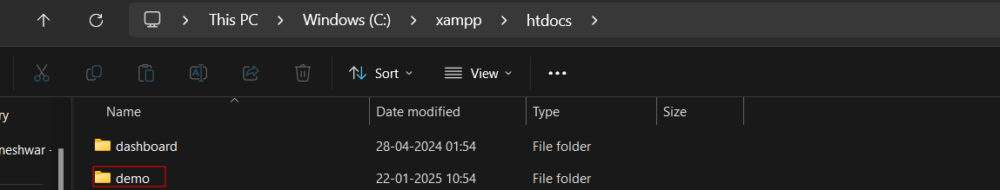 This PC > Windows (C:) > xampp > htdocs >
Sort View
ry Name Date modified Type Size
neshwar - dashboard 28-04-2024 01:54 File folder
demo 22-01-2025 10:54 File folder